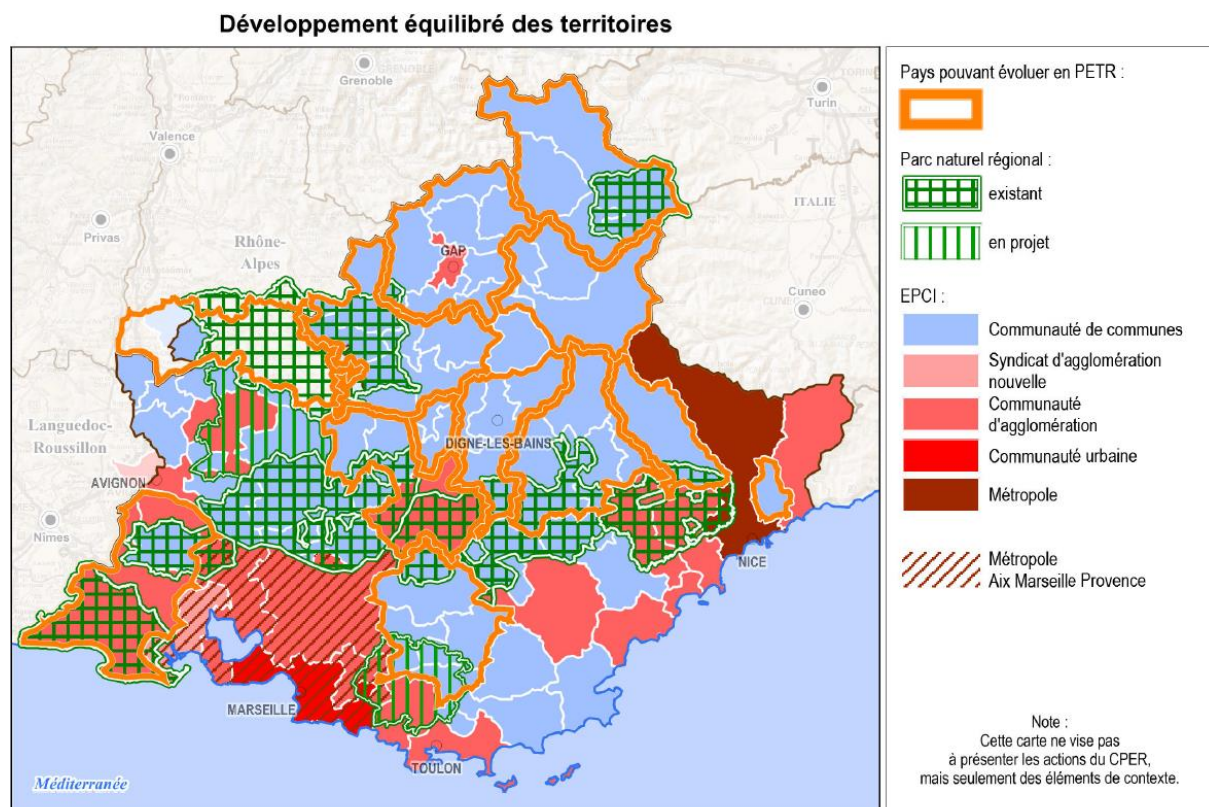 Développement équilibré des territoires
Grenoble
Turin
Valence
ITALIE
Privas
Rhône-
Alpes
GAP
Cuneo
Languedoc-
Roussillon
DIGNE-LES-BAINS
AVIGNON
Nîmes
NICE
MARSEILLE
TOULON
Méditerranée
Pays pouvant évoluer en PETR :
Parc naturel régional :
existant
en projet
EPCI :
Communauté de communes
Syndicat d'agglomération
nouvelle
Communauté
d'agglomération
Communauté urbaine
Métropole
Métropole
Aix Marseille Provence
Note :
Cette carte ne vise pas
à présenter les actions du CPER,
mais seulement des éléments de contexte.